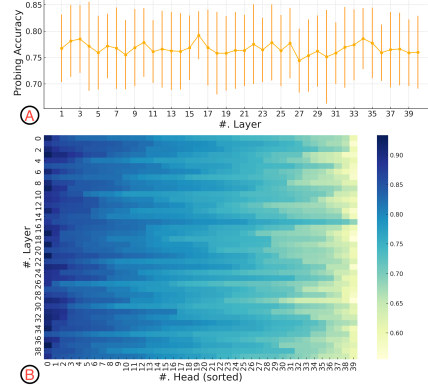 0.85
0.80
0.75
0.70
Probing Accuracy
1 3 5 7 9 11 13 15 17 19 21 23 25 27 29 31 33 35 37 39
#. Layer
A
0 2 4 6 8 10 12 14 16 18 20 22 24 26 28 30 32 34 36 38
#. Layer
0 1 2 3 4 5 6 7 8 9 10 11 12 13 14 15 16 17 18 19 20 21 22 23 24 25 26 27 28 29 30 31 32 33 34 35 36 37 38 39
#. Head (sorted)
B
0.90
0.85
0.80
0.75
0.70
0.65
0.60